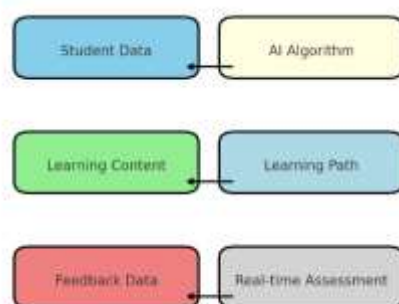 Student Data
AI Algorithm
Learning Content
Learning Path
Feedback Data
Real-time Assessment